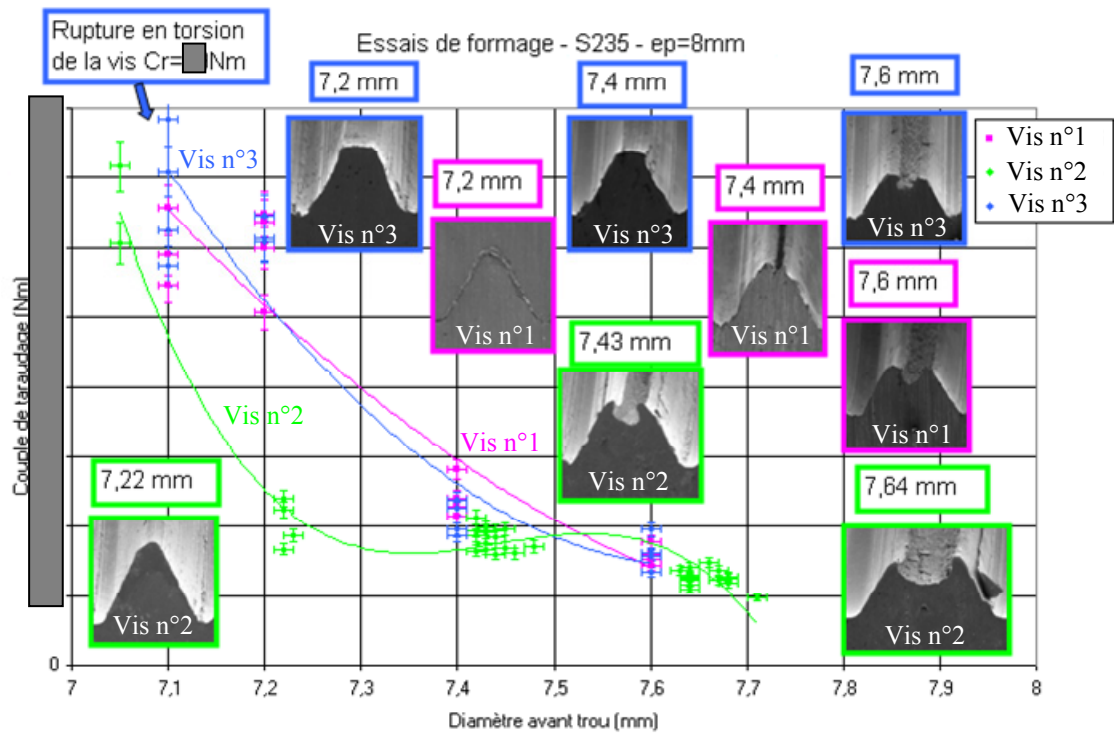 Rupture en torsion
de la vis Cr= Nm
Essais de formage - S235 - ep=8mm
7,2 mm
7,4 mm
7,6 mm
Vis n°1
Vis n°2
Vis n°3
Vis n°3
Vis n°3
Vis n°3
Vis n°3
7,2 mm
7,4 mm
7,6 mm
Vis n°1
Vis n°1
Vis n°1
7,43 mm
Vis n°2
Vis n°2
Vis n°1
7,22 mm
Vis n°2
7,64 mm
Vis n°2
Couple de taraudage (Nm)
0
7 7,1 7,2 7,3 7,4 7,5 7,6 7,7 7,8 7,9 8
Diamètre avant trou (mm)